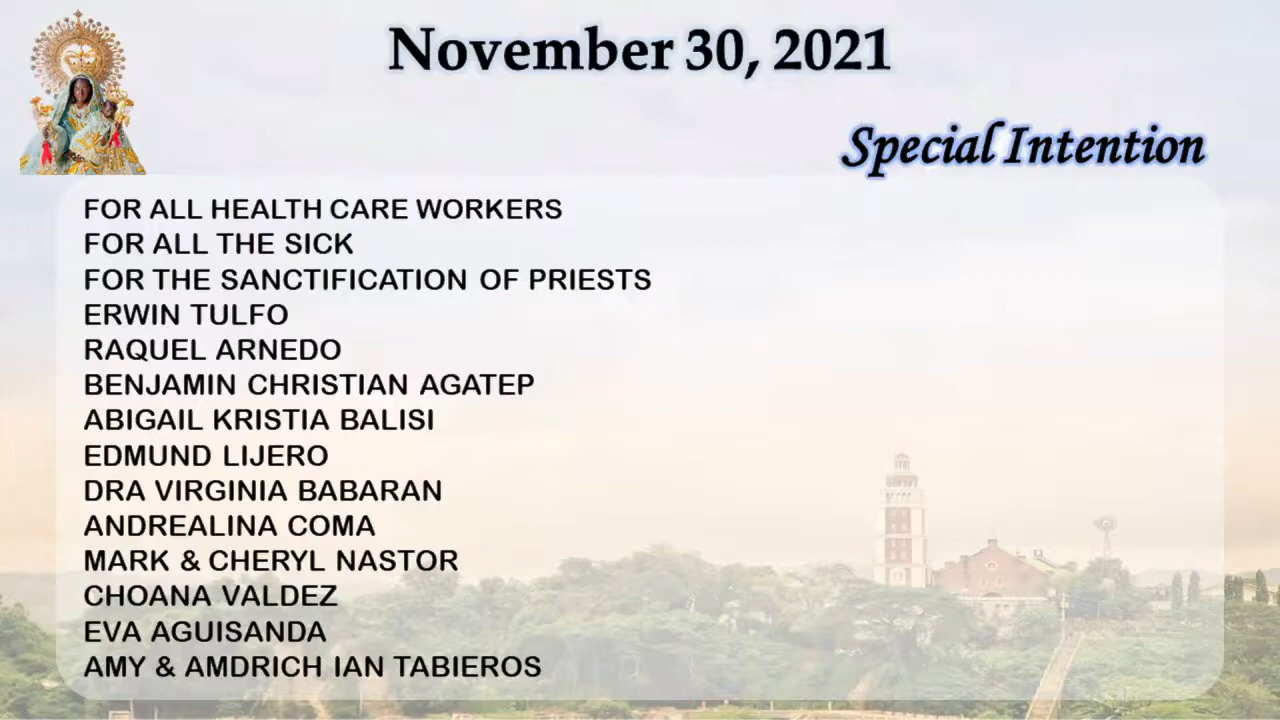 November 30, 2021
Special Intention
FOR ALL HEALTH CARE WORKERS
FOR ALL THE SICK
FOR THE SANCTIFICATION OF PRIESTS
ERWIN TULFO
RAQUEL ARNEDO
BENJAMIN CHRISTIAN AGATEP
ABIGAIL KRISTIA BALISI
EDMUND LIJERO
DRA VIRGINIA BABARAN
ANDREALINA COMA
MARK & CHERYL NASTOR
CHOANA VALDEZ
EVA AGUISANDA
AMY & AMDRICH IAN TABIEROS